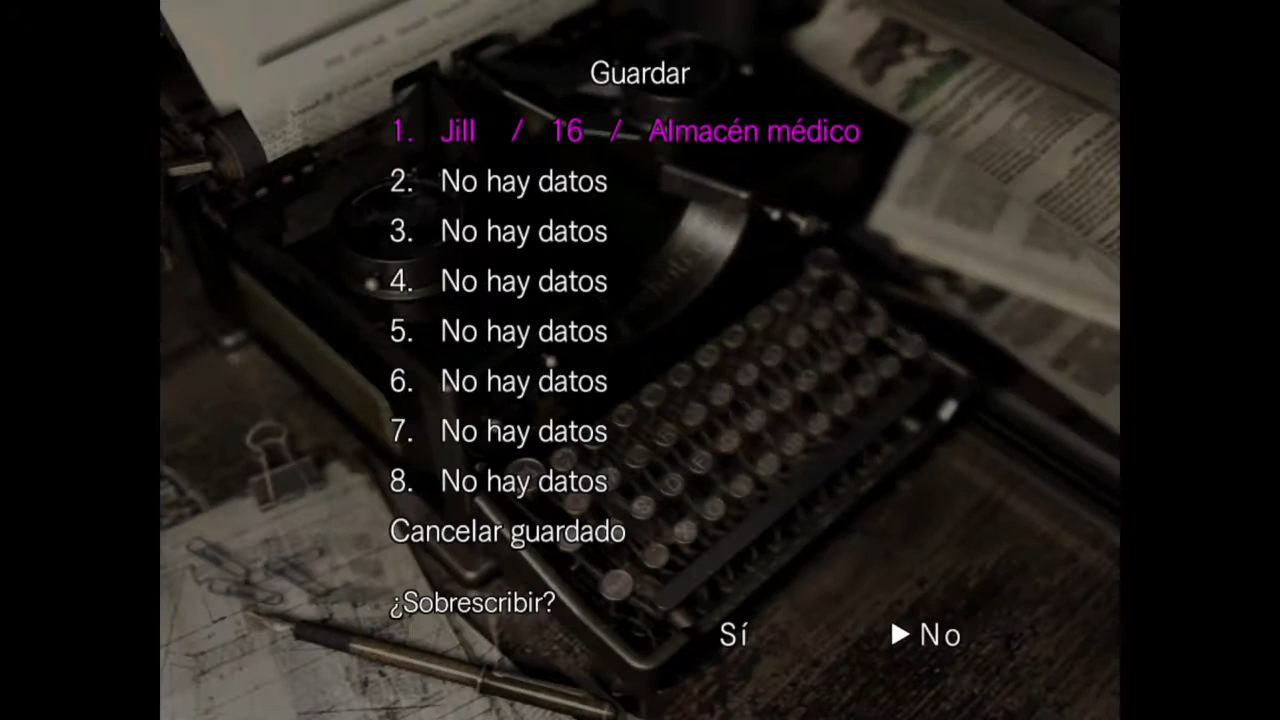 Guardar
1. Jill / 16 / Almacén médico
2. No hay datos
3. No hay datos
4. No hay datos
5. No hay datos
6. No hay datos
7. No hay datos
8. No hay datos
Cancelar guardado
¿Sobrescribir?
Sí ▶ No